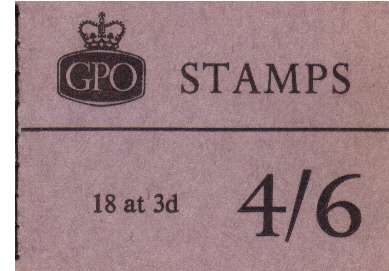 GPO STAMPS
18 at 3d 4/6